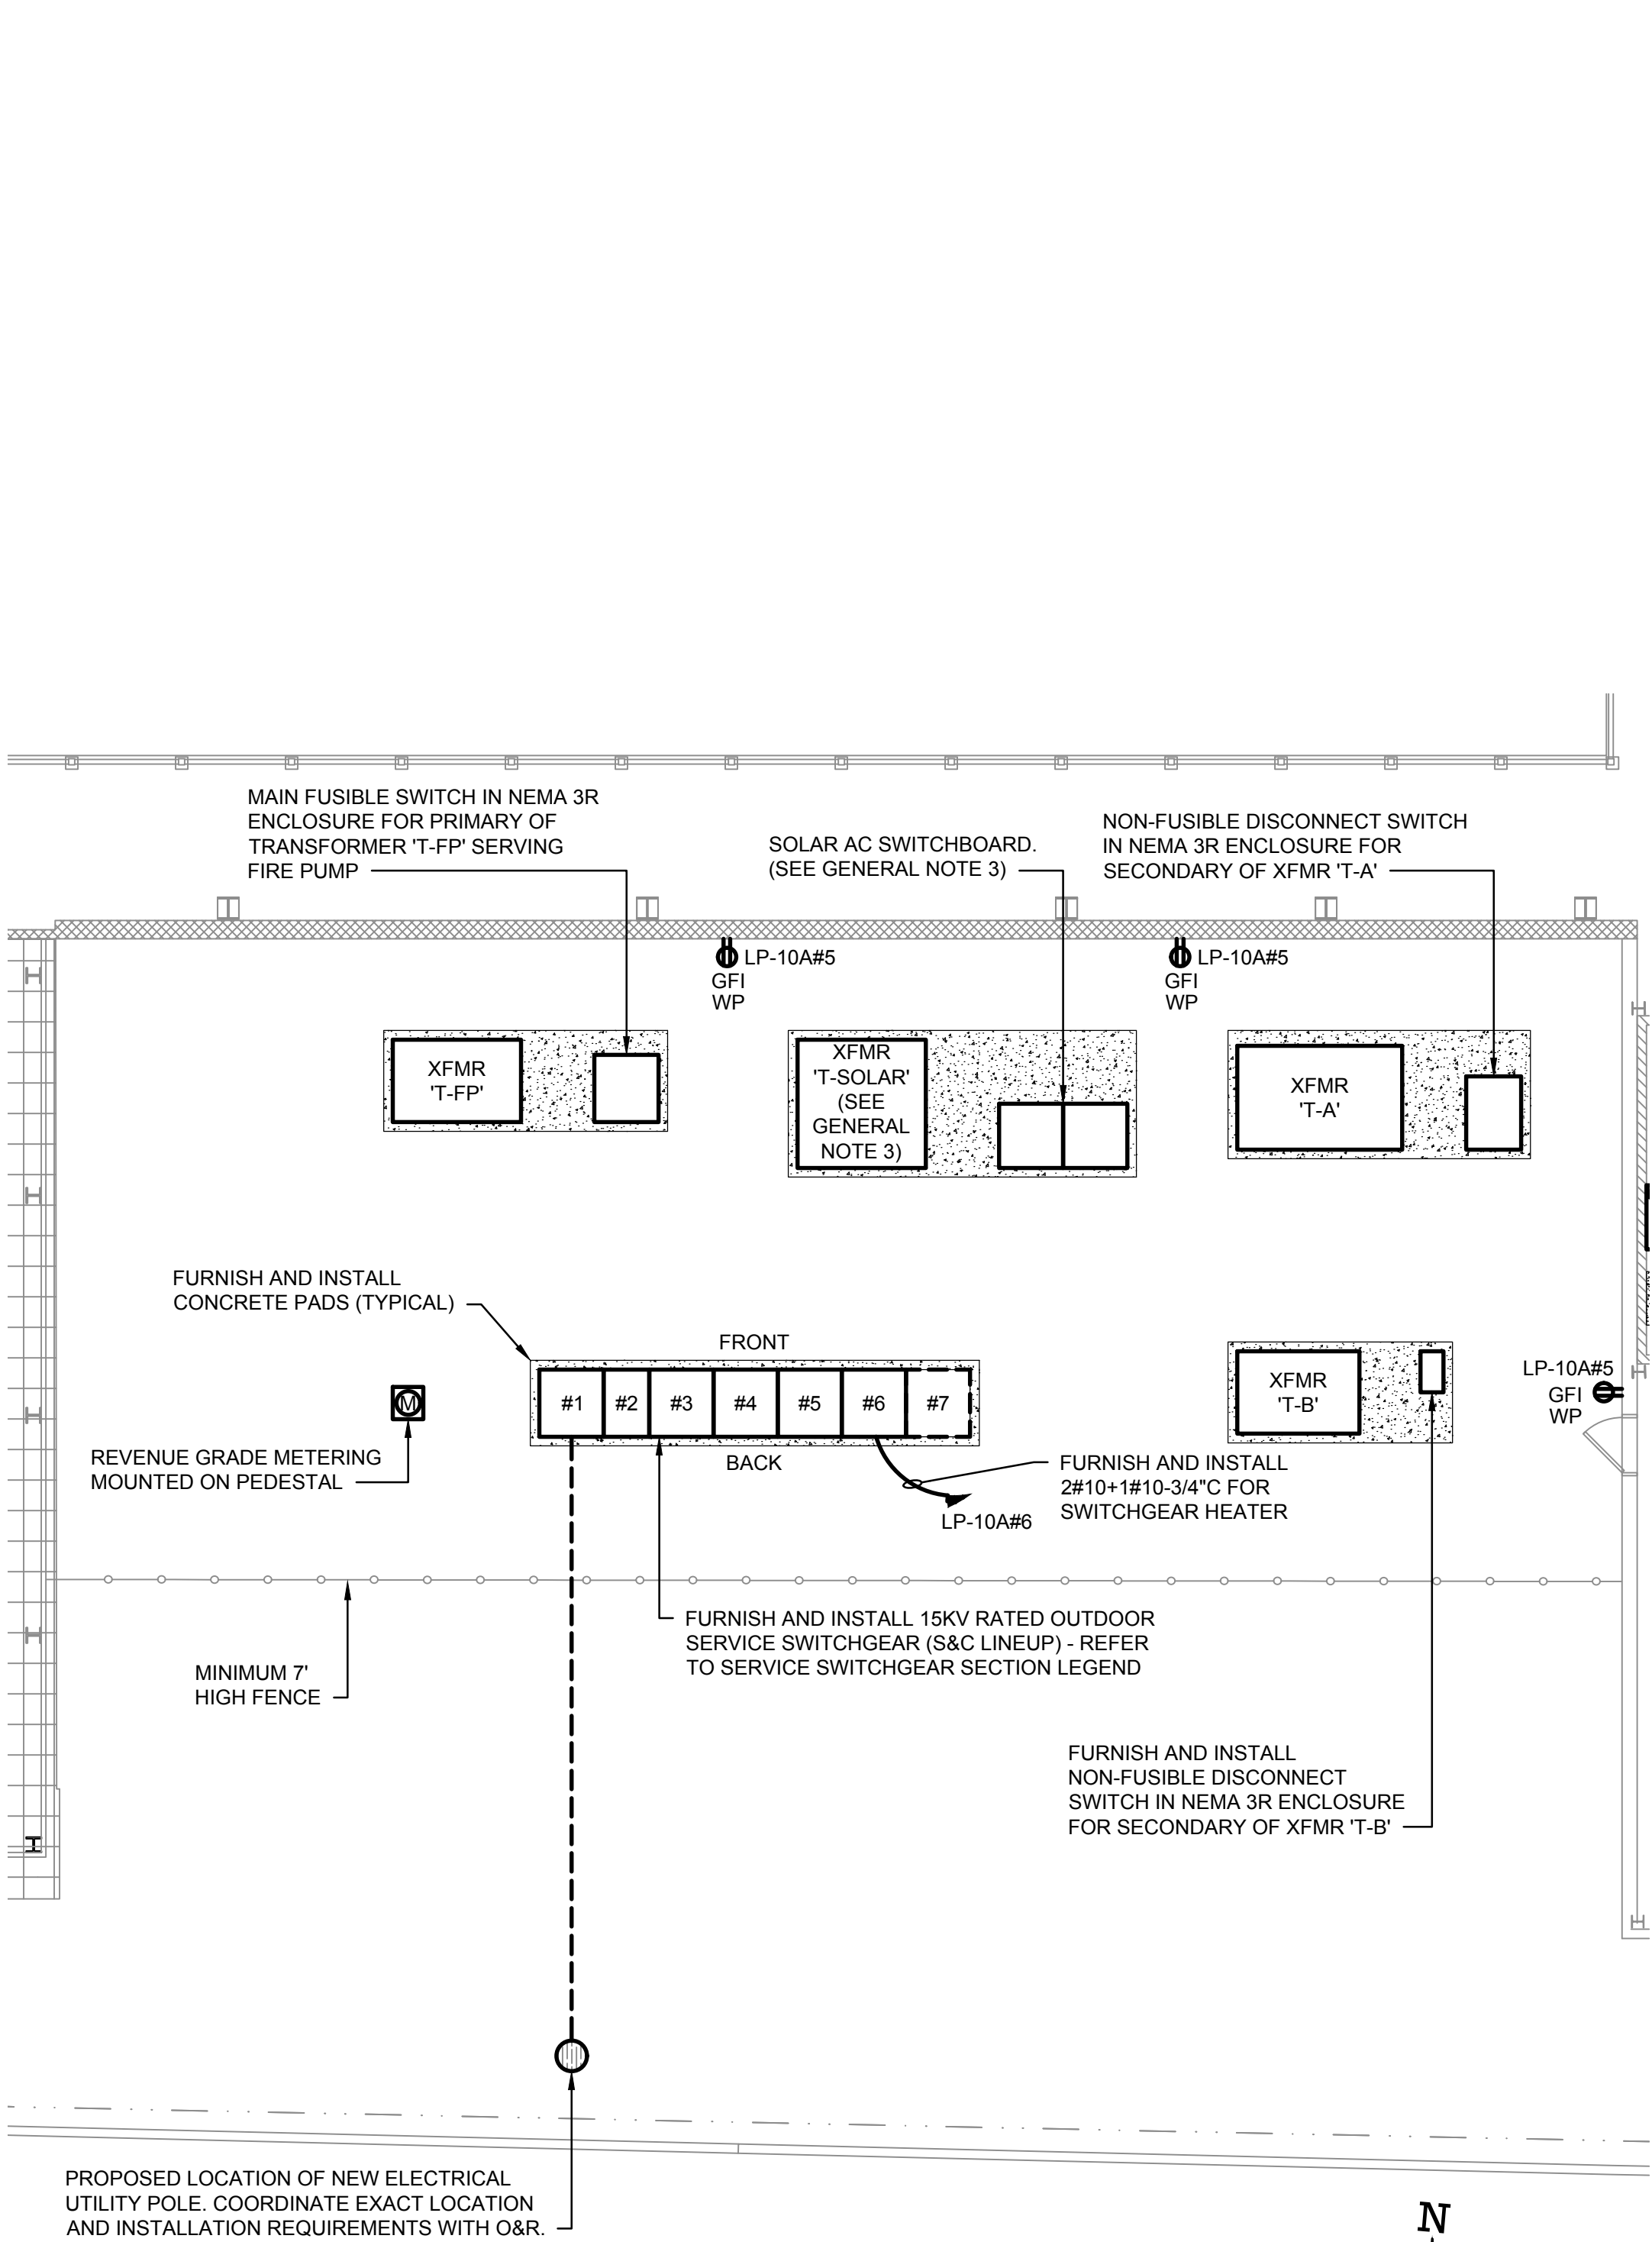 MAIN FUSIBLE SWITCH IN NEMA 3R
ENCLOSURE FOR PRIMARY OF
TRANSFORMER 'T-FP' SERVING
FIRE PUMP
SOLAR AC SWITCHBOARD.
(SEE GENERAL NOTE 3)
NON-FUSIBLE DISCONNECT SWITCH
IN NEMA 3R ENCLOSURE FOR
SECONDARY OF XFMR 'T-A'
LP-10A#5
GFI
WP
LP-10A#5
GFI
WP
XFMR
'T-FP'
XFMR
'T-SOLAR'
(SEE
GENERAL
NOTE 3)
XFMR
'T-A'
FURNISH AND INSTALL
CONCRETE PADS (TYPICAL)
FRONT
#1
#2
#3
#4
#5
#6
#7
BACK
M
REVENUE GRADE METERING
MOUNTED ON PEDESTAL
XFMR
'T-B'
LP-10A#5
GFI
WP
FURNISH AND INSTALL
2#10+1#10-3/4"C FOR
SWITCHGEAR HEATER
LP-10A#6
FURNISH AND INSTALL 15KV RATED OUTDOOR
SERVICE SWITCHGEAR (S&C LINEUP) - REFER
TO SERVICE SWITCHGEAR SECTION LEGEND
MINIMUM 7'
HIGH FENCE
FURNISH AND INSTALL
NON-FUSIBLE DISCONNECT
SWITCH IN NEMA 3R ENCLOSURE
FOR SECONDARY OF XFMR 'T-B'
PROPOSED LOCATION OF NEW ELECTRICAL
UTILITY POLE. COORDINATE EXACT LOCATION
AND INSTALLATION REQUIREMENTS WITH O&R.
N